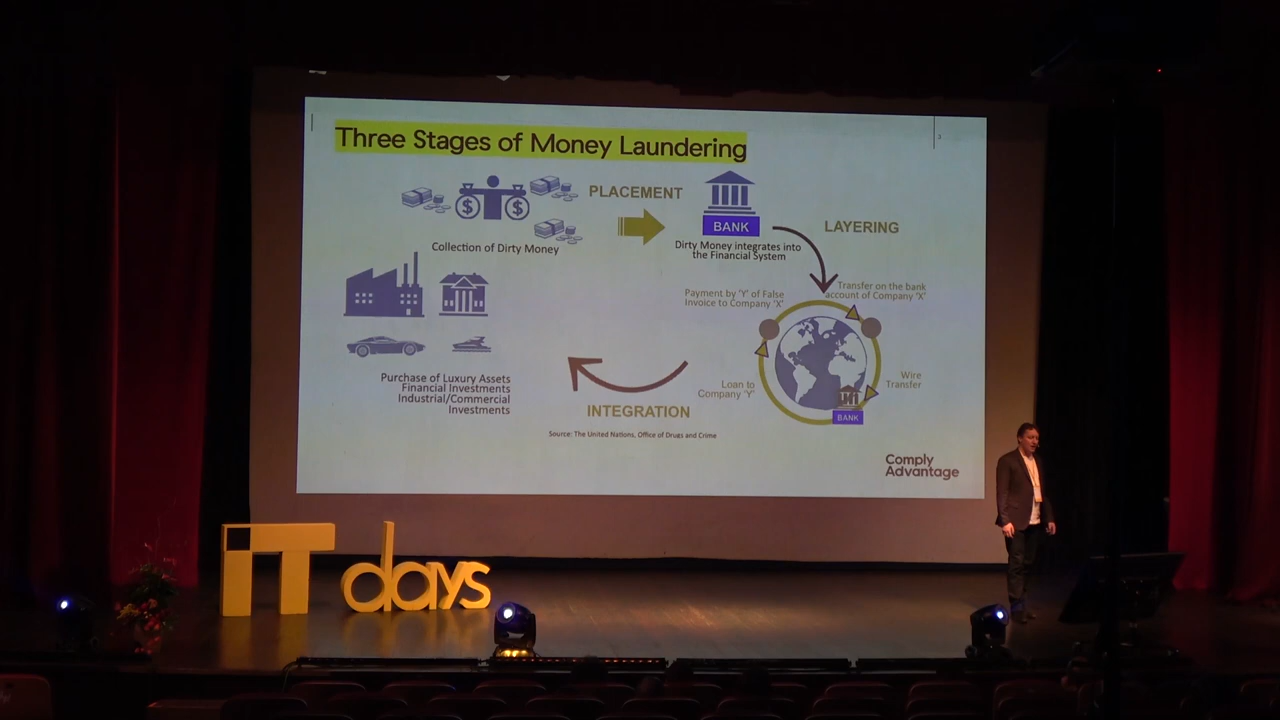 Three Stages of Money Laundering
3
PLACEMENT
$ $
BANK
LAYERING
Collection of Dirty Money
Dirty Money integrates into
the Financial System
Payment by 'Y' of False
Invoice to Company 'X'
Transfer on the bank
account of Company 'X'
Wire
Transfer
BANK
Loan to
Company 'Y'
INTEGRATION
Purchase of Luxury Assets
Financial Investments
Industrial/Commercial
Investments
Source: The United Nations, Office of Drugs and Crime
Comply
Advantage
iT days